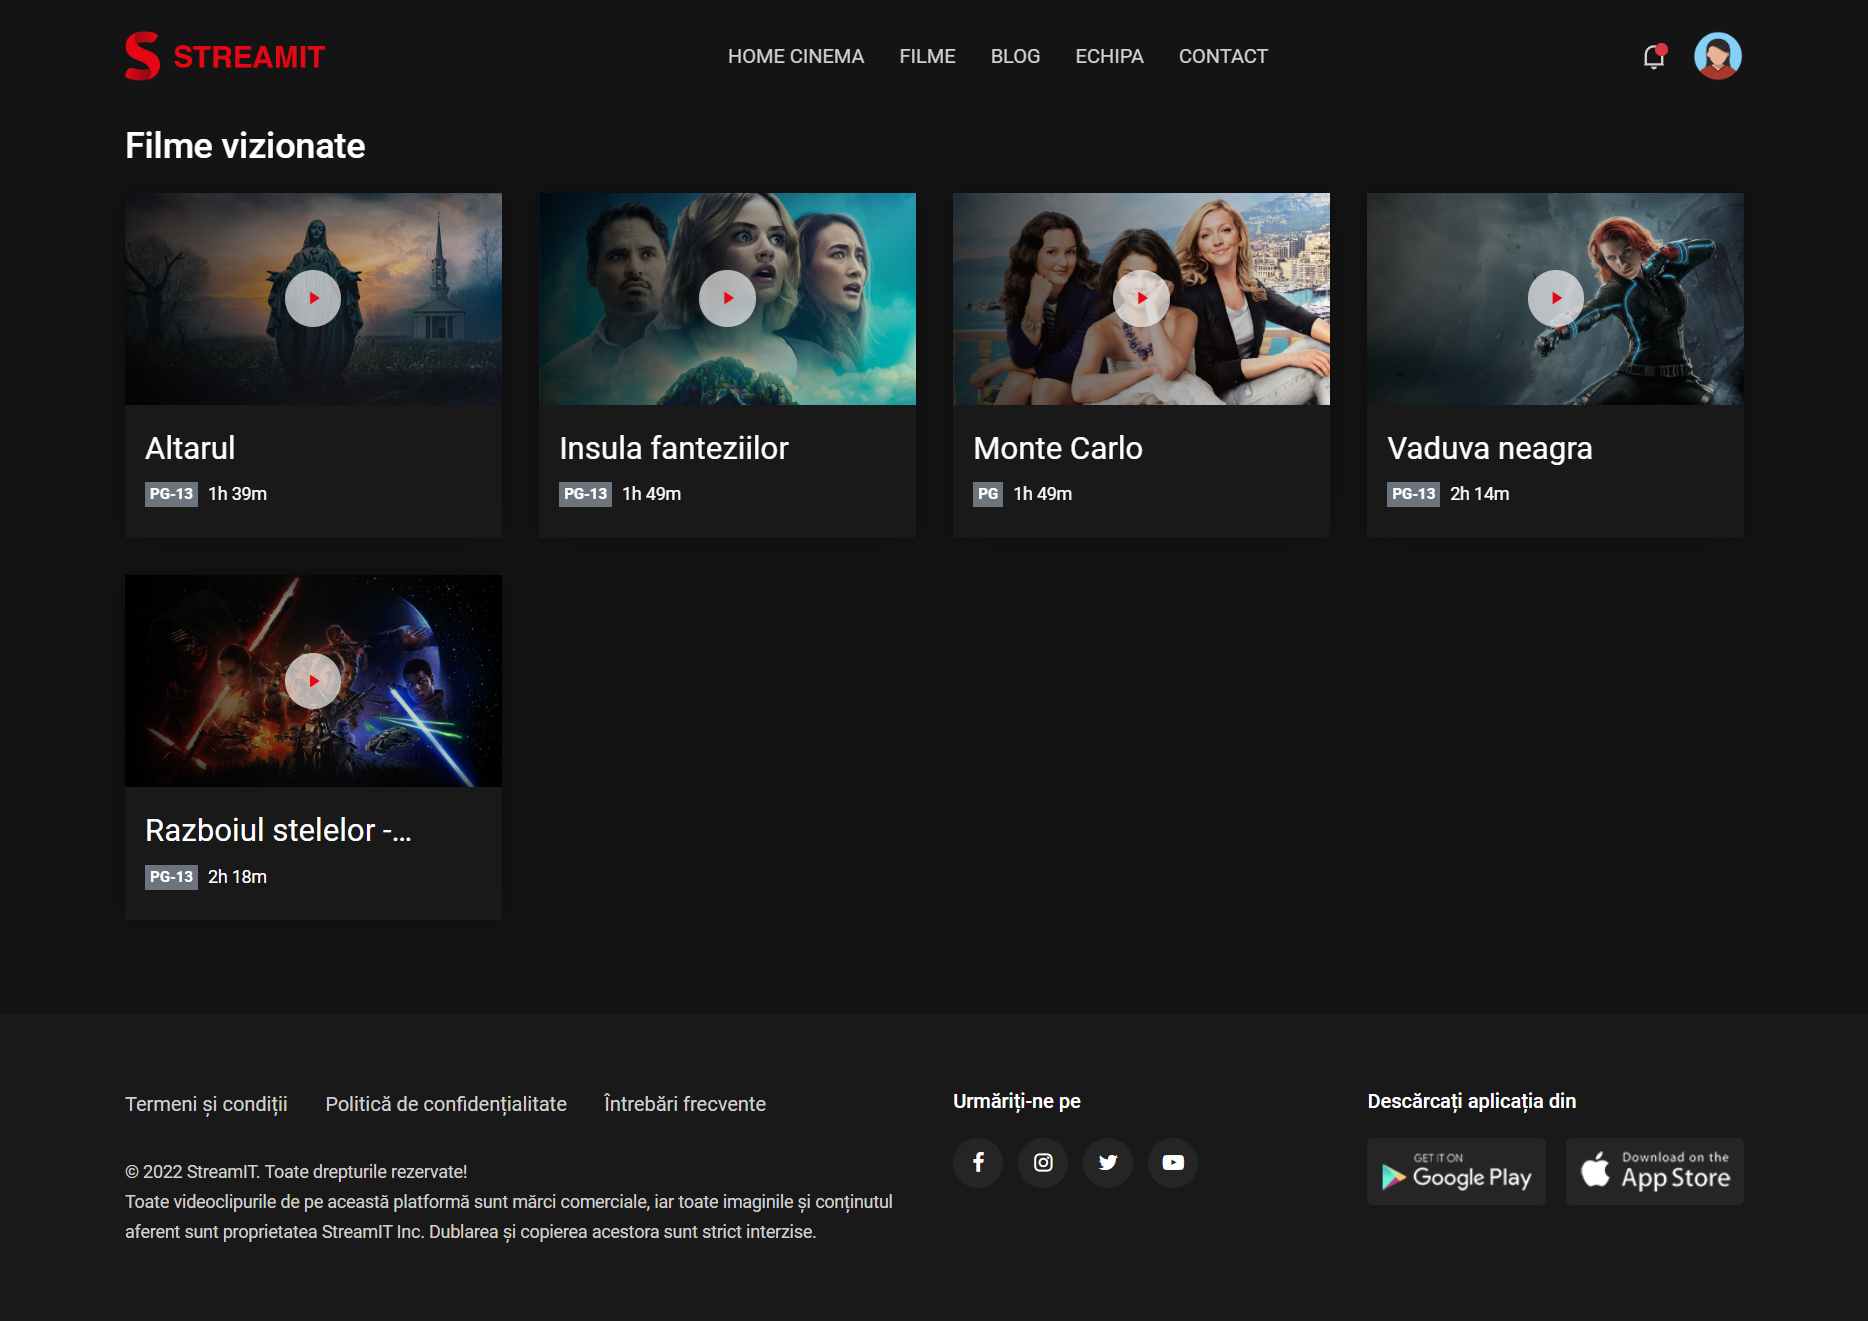 STREAMIT
HOME CINEMA
FILME
BLOG
ECHIPA
CONTACT
Filme vizionate
Altarul
PG-13 1h 39m
Insula fanteziilor
PG-13 1h 49m
Monte Carlo
PG 1h 49m
Vaduva neagra
PG-13 2h 14m
Razboiul stelelor -...
PG-13 2h 18m
Termeni și condiții
Politică de confidențialitate
Întrebări frecvente
© 2022 StreamIT. Toate drepturile rezervate!
Toate videoclipurile de pe această platformă sunt mărci comerciale, iar toate imaginile și conținutul
aferent sunt proprietatea StreamIT Inc. Dublarea și copierea acestora sunt strict interzise.
Urmăriți-ne pe
Descărcați aplicația din
GET IT ON
Google Play
Download on the
App Store